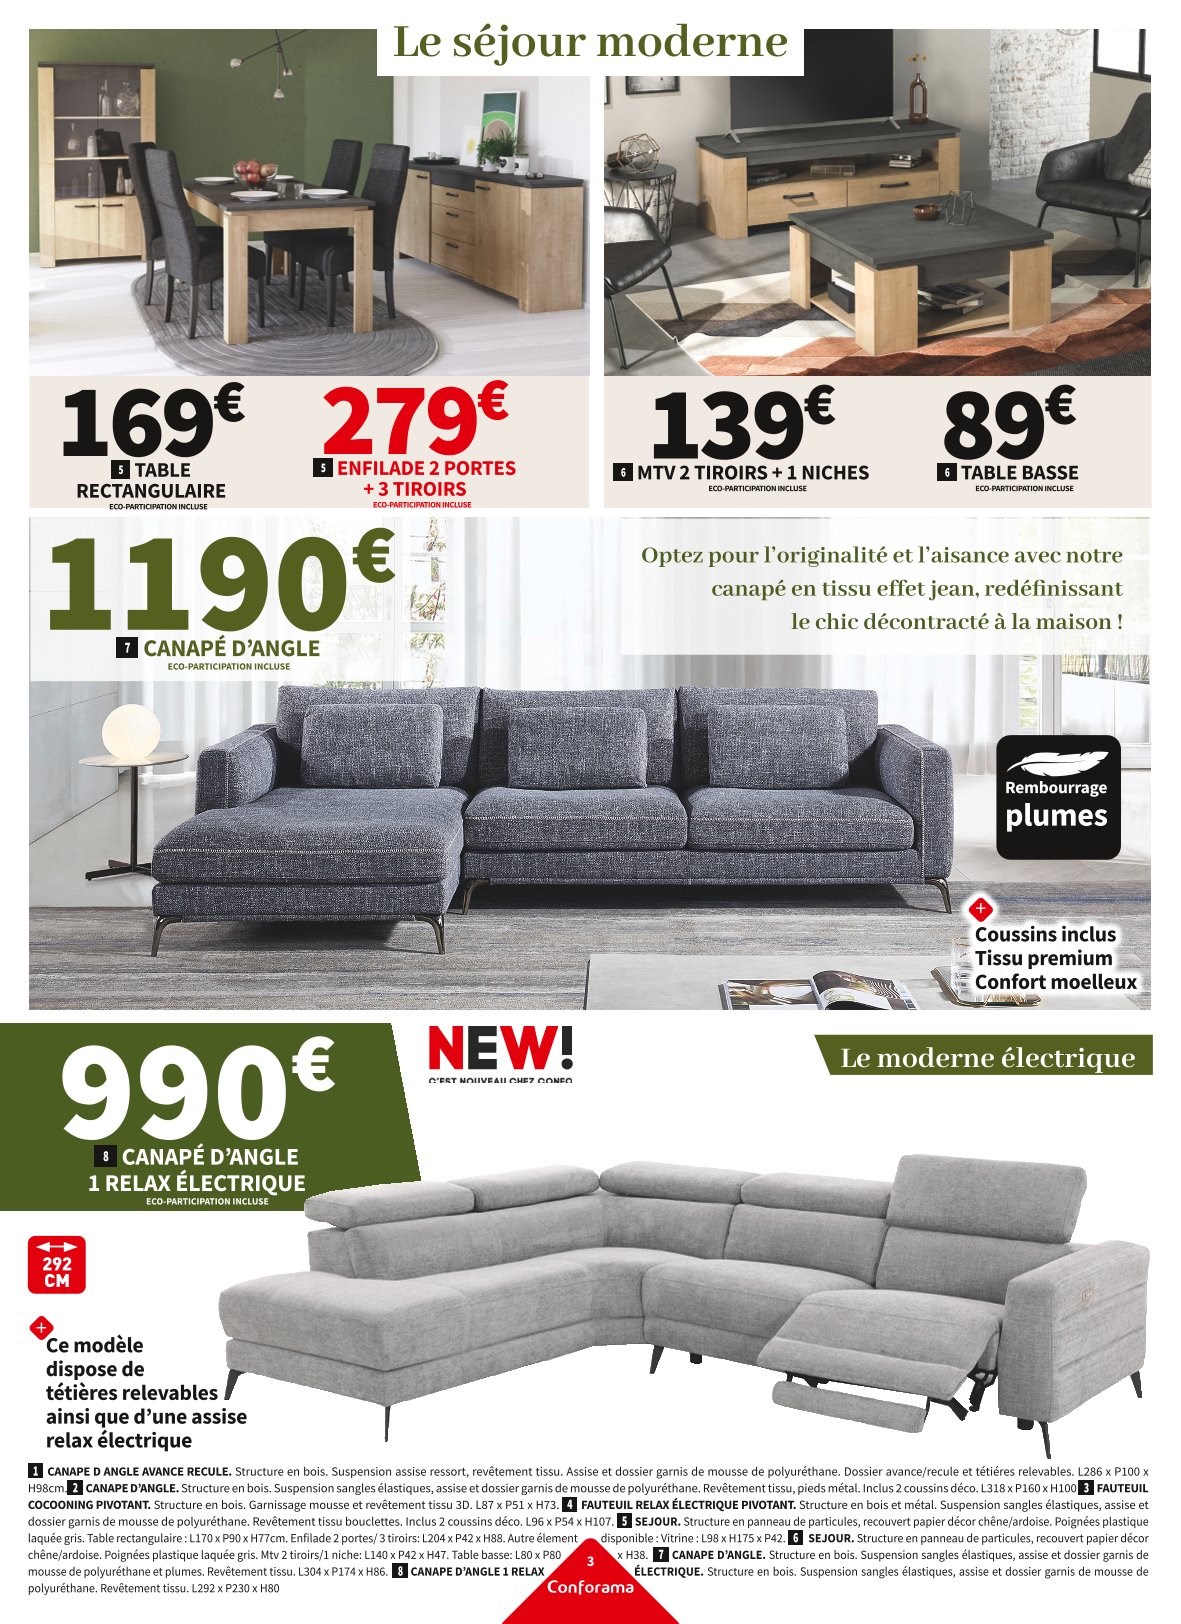 Le séjour moderne
169€
5 TABLE
RECTANGULAIRE
ECO-PARTICIPATION INCLUSE
279€
5 ENFILADE 2 PORTES
+ 3 TIROIRS
ECO-PARTICIPATION INCLUSE
139€
6 MTV 2 TIROIRS + 1 NICHES
ECO-PARTICIPATION INCLUSE
89€
6 TABLE BASSE
ECO-PARTICIPATION INCLUSE
1190€
7 CANAPÉ D’ANGLE
ECO-PARTICIPATION INCLUSE
Optez pour l’originalité et l’aisance avec notre
canapé en tissu effet jean, redéfinissant
le chic décontracté à la maison !
Rembourrage
plumes
+
Coussins inclus
Tissu premium
Confort moelleux
990€
8 CANAPÉ D’ANGLE
1 RELAX ÉLECTRIQUE
ECO-PARTICIPATION INCLUSE
NEW!
C'EST NOUVEAU CHEZ CONFO
Le moderne électrique
292
CM
+
Ce modèle
dispose de
tétières relevables
ainsi que d’une assise
relax électrique
1 CANAPE D ANGLE AVANCE RECULE. Structure en bois. Suspension assise ressort, revêtement tissu. Assise et dossier garnis de mousse de polyuréthane. Dossier avance/recule et tétiéres relevables. L286 x P100 x
H98cm. 2 CANAPE D’ANGLE. Structure en bois. Suspension sangles élastiques, assise et dossier garnis de mousse de polyuréthane. Revêtement tissu, pieds métal. Inclus 2 coussins déco. L318 x P160 x H100 3 FAUTEUIL
COCOONING PIVOTANT. Structure en bois. Garnissage mousse et revêtement tissu 3D. L87 x P51 x H73. 4 FAUTEUIL RELAX ÉLECTRIQUE PIVOTANT. Structure en bois et métal. Suspension sangles élastiques, assise et
dossier garnis de mousse de polyuréthane. Revêtement tissu bouclettes. Inclus 2 coussins déco. L96 x P54 x H107. 5 SEJOUR. Structure en panneau de particules, recouvert papier décor chêne/ardoise. Poignées plastique
laquée gris. Table rectangulaire : L170 x P90 x H77cm. Enfilade 2 portes/ 3 tiroirs: L204 x P42 x H88. Autre élement disponible : Vitrine : L98 x H175 x P42. 6 SEJOUR. Structure en panneau de particules, recouvert papier décor
chêne/ardoise. Poignées plastique laquée gris. Mtv 2 tiroirs/1 niche: L140 x P42 x H47. Table basse: L80 x P80 x H38. 7 CANAPE D’ANGLE. Structure en bois. Suspension sangles élastiques, assise et dossier garnis de
mousse de polyuréthane et plumes. Revêtement tissu. L304 x P174 x H86. 8 CANAPE D’ANGLE 1 RELAX ÉLECTRIQUE. Structure en bois. Suspension sangles élastiques, assise et dossier garnis de mousse de
polyuréthane. Revêtement tissu. L292 x P230 x H80
3
Conforama